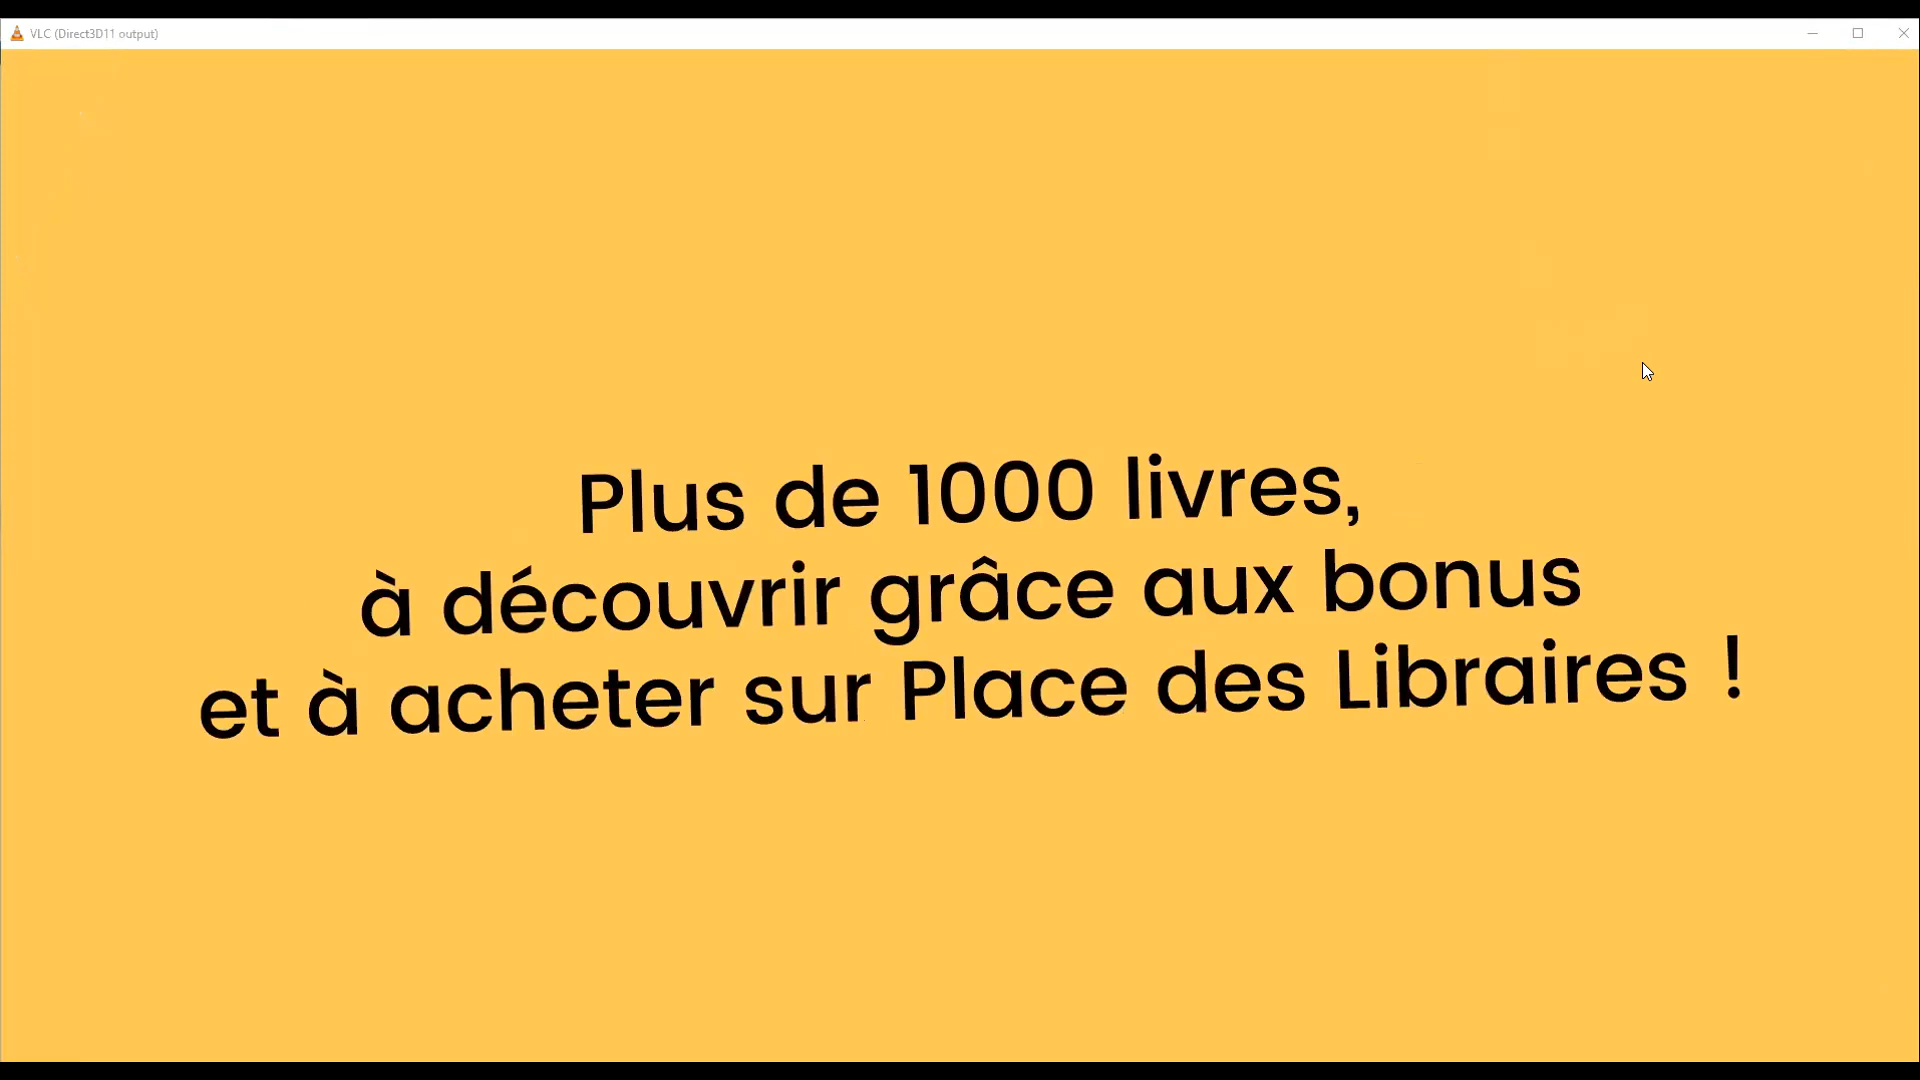 VLC (Direct3D11 output)
Plus de 1000 livres,
à découvrir grâce aux bonus
et à acheter sur Place des Libraires !